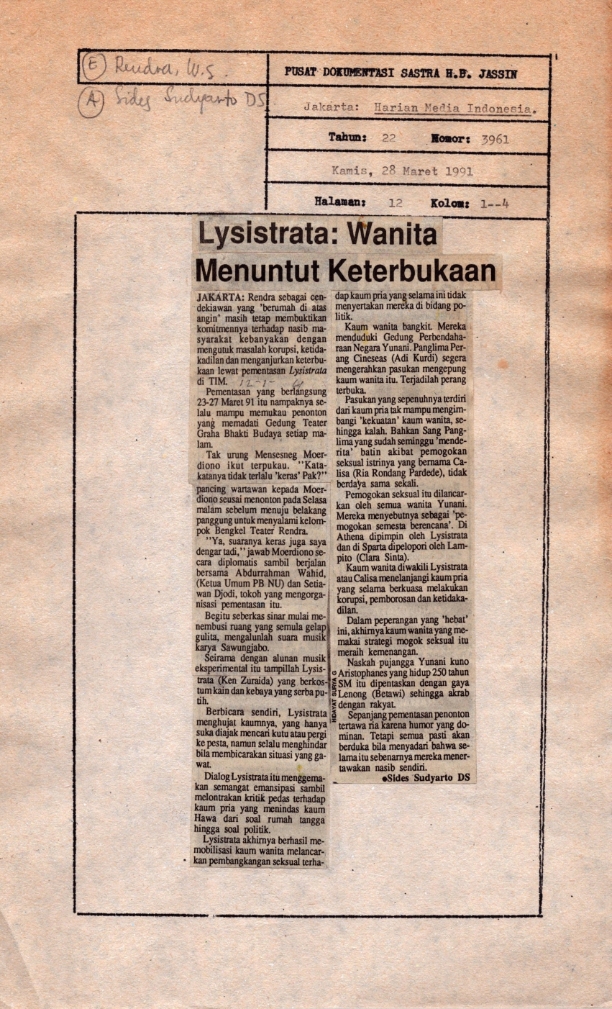 E Rendra, W.S.
A Sides Sudyarto DS
PUSAT DOKUMENTASI SASTRA H.B. JASSIN
Jakarta: Harian Media Indonesia.
Tahun: 22 Nomor: 3961
Kamis, 28 Maret 1991
Halaman: 12 Kolom: 1--4
Lysistrata: Wanita
Menuntut Keterbukaan
JAKARTA: Rendra sebagai cen-
dekiawan yang 'berumah di atas
angin' masih tetap membuktikan
komitmennya terhadap nasib ma-
syarakat kebanyakan dengan
mengutuk masalah korupsi, ketida-
kadilan dan menganjurkan keterbu-
kaan lewat pementasan Lysistrata
di TIM.
Pementasan yang berlangsung
23-27 Maret 91 itu nampaknya se-
lalu mampu memukau penonton
yang memadati Gedung Teater
Graha Bhakti Budaya setiap ma-
lam.
Tak urung Mensesneg Moer-
diono ikut terpukau. "Kata-
katanya tidak terlalu 'keras' Pak?"
pancing wartawan kepada Moer-
diono seusai menonton pada Selasa
malam sebelum menuju belakang
panggung untuk menyalami kelom-
pok Bengkel Teater Rendra.
"Ya, suaranya keras juga saya
dengar tadi," jawab Moerdiono se-
cara diplomatis sambil berjalan
bersama Abdurrahman Wahid,
(Ketua Umum PB NU) dan Setia-
wan Djodi, tokoh yang mengorga-
nisasi pementasan itu.
Begitu seberkas sinar mulai me-
nembusi ruang yang semula gelap
gulita, mengalunlah suara musik
karya Sawungjabo.
Seirama dengan alunan musik
eksperimental itu tampillah Lysis-
trata (Ken Zuraida) yang berkos-
tum kain dan kebaya yang serba pu-
tih.
Berbicara sendiri, Lysistrata
menghujat kaumnya, yang hanya
suka diajak mencari kutu atau pergi
ke pesta, namun selalu menghindar
bila membicarakan situasi yang ga-
wat.
Dialog Lysistrata itu menggema-
kan semangat emansipasi sambil
melontrakan kritik pedas terhadap
kaum pria yang menindas kaum
Hawa dari soal rumah tangga
hingga soal politik.
Lysistrata akhirnya berhasil me-
mobilisasi kaum wanita melancar-
kan pembangkangan seksual terha-
dap kaum pria yang selama ini tidak
menyertakan mereka di bidang po-
litik.
Kaum wanita bangkit. Mereka
menduduki Gedung Perbendaha-
raan Negara Yunani. Panglima Per-
ang Cineseas (Adi Kurdi) segera
mengerahkan pasukan mengepung
kaum wanita itu. Terjadilah perang
terbuka.
Pasukan yang sepenuhnya terdiri
dari kaum pria tak mampu mengim-
bangi 'kekuatan' kaum wanita, se-
hingga kalah. Bahkan Sang Pang-
lima yang sudah seminggu 'mende-
rita' batin akibat pemogokan
seksual istrinya yang bernama Ca-
lisa (Ria Rondang Pardede), tidak
berdaya sama sekali.
Pemogokan seksual itu dilancar-
kan oleh semua wanita Yunani.
Mereka menyebutnya sebagai 'pe-
mogokan semesta berencana'. Di
Athena dipimpin oleh Lysistrata
dan di Sparta dipelopori oleh Lam-
pito (Clara Sinta).
Kaum wanita diwakili Lysistrata
atau Calisa menelanjangi kaum pria
yang selama berkuasa melakukan
korupsi, pemborosan dan ketidaka-
dilan.
Dalam peperangan yang 'hebat'
ini, akhirnya kaum wanita yang me-
makai strategi mogok seksual itu
meraih kemenangan.
Naskah pujangga Yunani kuno
Aristophanes yang hidup 250 tahun
SM itu dipentaskan dengan gaya
Lenong (Betawi) sehingga akrab
dengan rakyat.
Sepanjang pementasan penonton
tertawa ria karena humor yang do-
minan. Tetapi semua pasti akan
berduka bila menyadari bahwa se-
lama itu sebenarnya mereka mener-
tawakan nasib sendiri.
●Sides Sudyarto DS